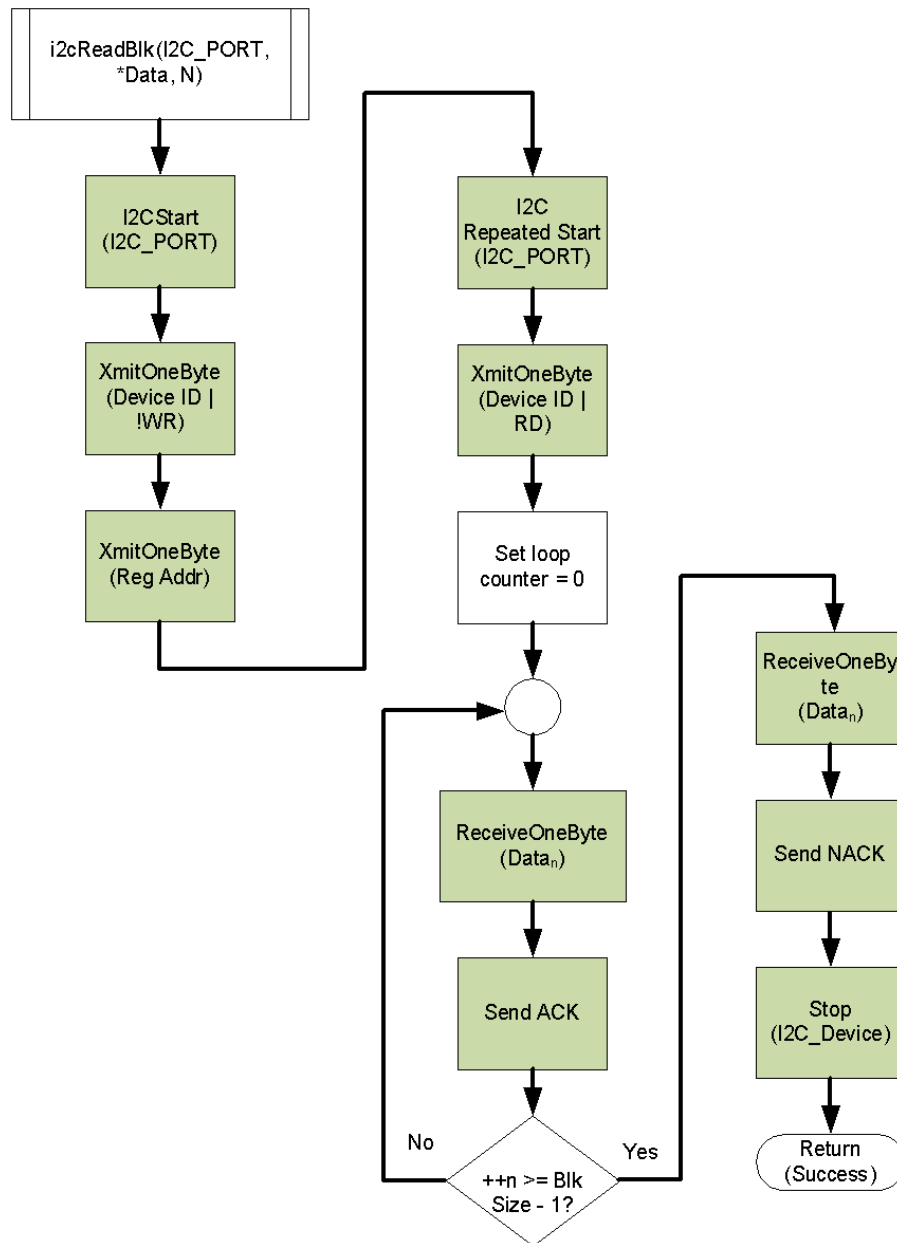 i2cReadBlk(I2C_PORT,
*Data, N)
I2CStart
(I2C_PORT)
XmitOneByte
(Device ID |
!WR)
XmitOneByte
(Reg Addr)
I2C
Repeated Start
(I2C_PORT)
XmitOneByte
(Device ID |
RD)
Set loop
counter = 0
ReceiveOneByte
(Dataₙ)
Send ACK
++n >= Blk
Size - 1?
No
Yes
ReceiveOneBy
te
(Dataₙ)
Send NACK
Stop
(I2C_Device)
Return
(Success)